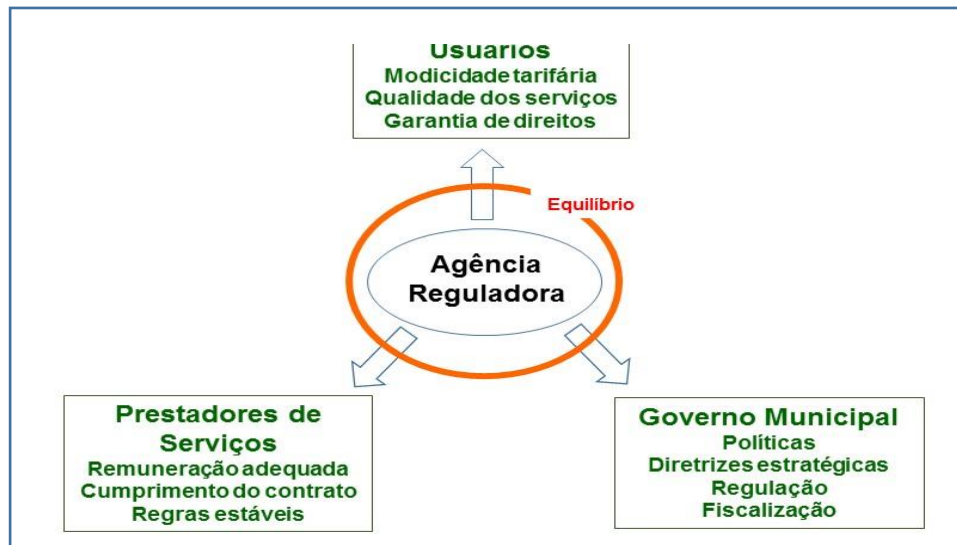 Usuários
Modicidade tarifária
Qualidade dos serviços
Garantia de direitos
Equilíbrio
Agência
Reguladora
Prestadores de
Serviços
Remuneração adequada
Cumprimento do contrato
Regras estáveis
Governo Municipal
Políticas
Diretrizes estratégicas
Regulação
Fiscalização